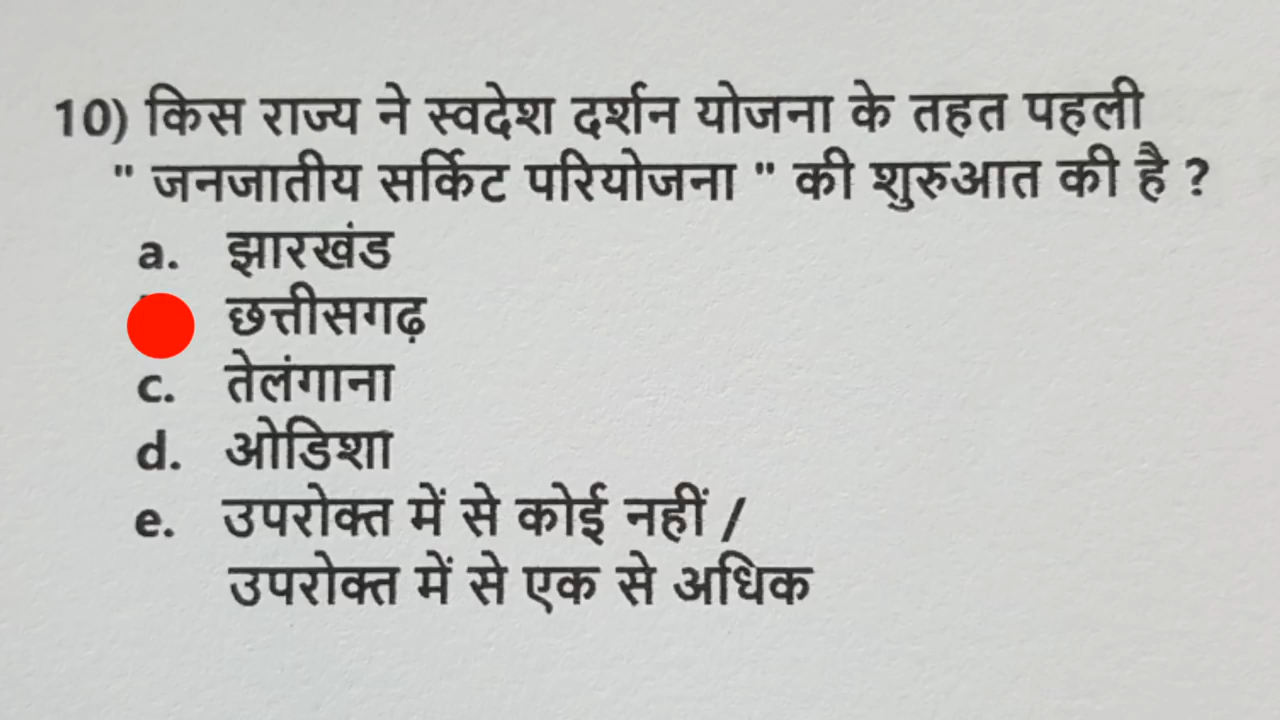 10) किस राज्य ने स्वदेश दर्शन योजना के तहत पहली
" जनजातीय सर्किट परियोजना " की शुरुआत की है ?
a. झारखंड
छत्तीसगढ़
c. तेलंगाना
d. ओडिशा
e. उपरोक्त में से कोई नहीं /
उपरोक्त में से एक से अधिक